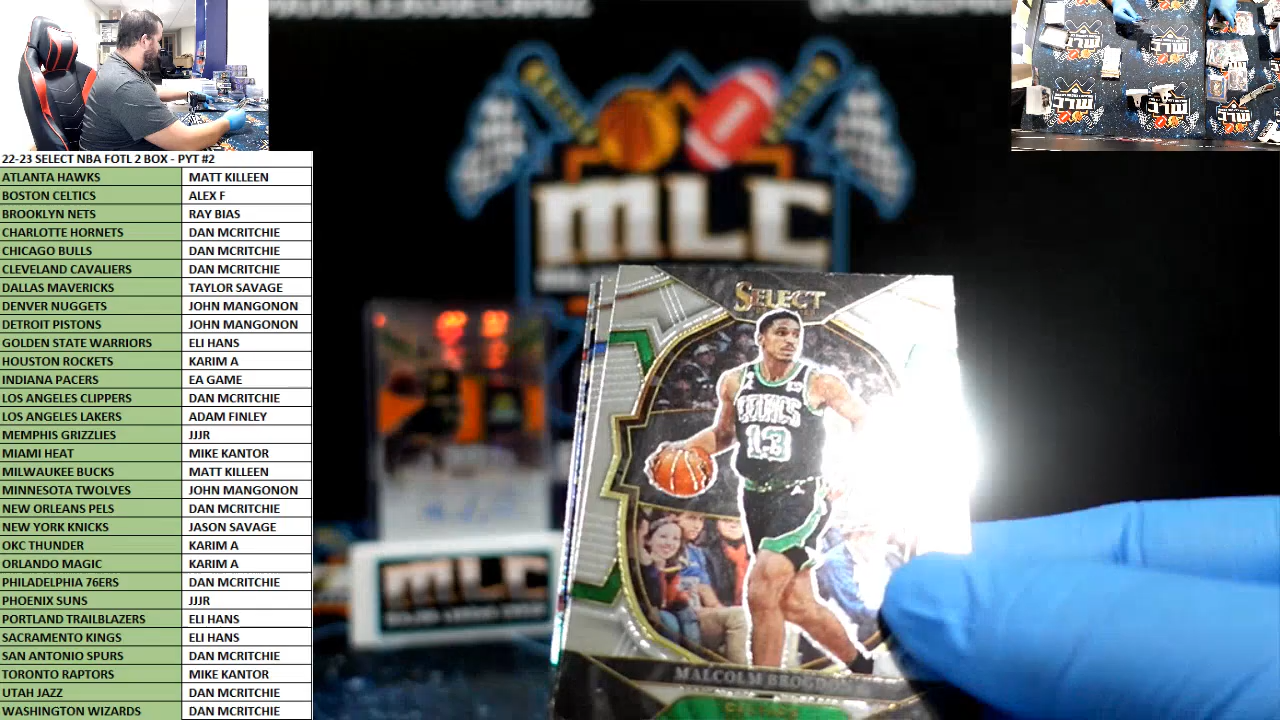 22-23 SELECT NBA FOTL 2 BOX - PYT #2
ATLANTA HAWKS MATT KILLEEN
BOSTON CELTICS ALEX F
BROOKLYN NETS RAY BIAS
CHARLOTTE HORNETS DAN MCRITCHIE
CHICAGO BULLS DAN MCRITCHIE
CLEVELAND CAVALIERS DAN MCRITCHIE
DALLAS MAVERICKS TAYLOR SAVAGE
DENVER NUGGETS JOHN MANGONON
DETROIT PISTONS JOHN MANGONON
GOLDEN STATE WARRIORS ELI HANS
HOUSTON ROCKETS KARIM A
INDIANA PACERS EA GAME
LOS ANGELES CLIPPERS DAN MCRITCHIE
LOS ANGELES LAKERS ADAM FINLEY
MEMPHIS GRIZZLIES JJJR
MIAMI HEAT MIKE KANTOR
MILWAUKEE BUCKS MATT KILLEEN
MINNESOTA TWOLVES JOHN MANGONON
NEW ORLEANS PELS DAN MCRITCHIE
NEW YORK KNICKS JASON SAVAGE
OKC THUNDER KARIM A
ORLANDO MAGIC KARIM A
PHILADELPHIA 76ERS DAN MCRITCHIE
PHOENIX SUNS JJJR
PORTLAND TRAILBLAZERS ELI HANS
SACRAMENTO KINGS ELI HANS
SAN ANTONIO SPURS DAN MCRITCHIE
TORONTO RAPTORS MIKE KANTOR
UTAH JAZZ DAN MCRITCHIE
WASHINGTON WIZARDS DAN MCRITCHIE
MLC
SELECT
CELTICS
13
MALCOLM BROGDON
MLC